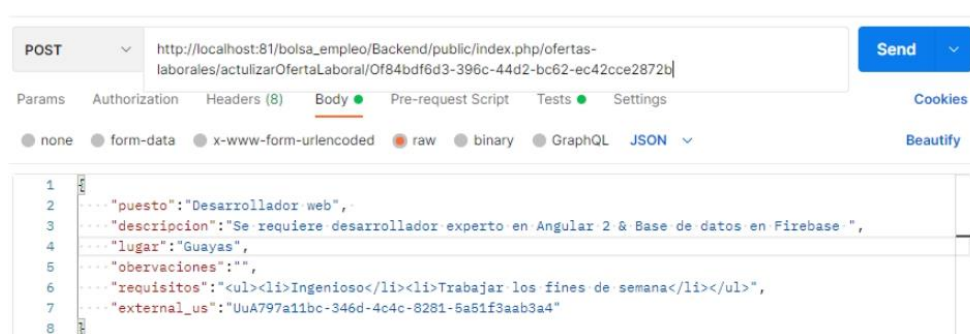 POST
http://localhost:81/bolsa_empleo/Backend/public/index.php/ofertas-
laborales/actulizarOfertaLaboral/Of84bdf6d3-396c-44d2-bc62-ec42cce2872b
Send
Params Authorization Headers (8) Body Pre-request Script Tests Settings Cookies
none form-data x-www-form-urlencoded raw binary GraphQL JSON Beautify
1 {
2 "puesto":"Desarrollador web",
3 "descripcion":"Se requiere desarrollador experto en Angular 2 & Base de datos en Firebase ",
4 "lugar":"Guayas",
5 "obervaciones":"",
6 "requisitos":"<ul><li>Ingenioso</li><li>Trabajar los fines de semana</li></ul>",
7 "external_us":"UuA797a11bc-346d-4c4c-8281-5a51f3aab3a4"
8 }